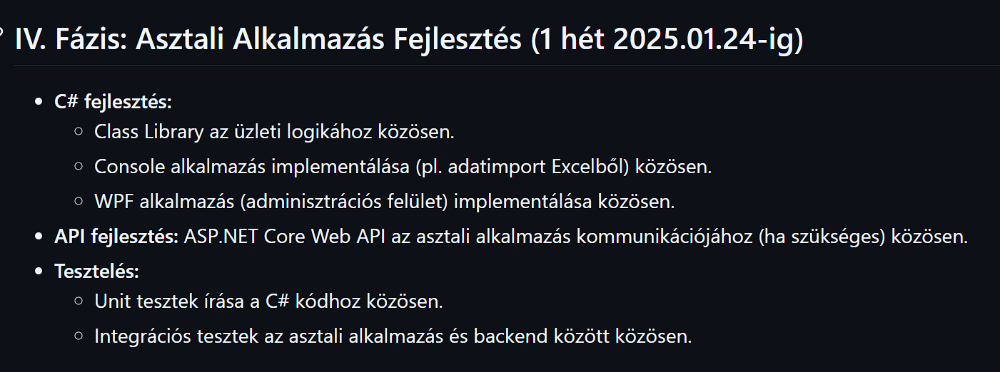 IV. Fázis: Asztali Alkalmazás Fejlesztés (1 hét 2025.01.24-ig)
C# fejlesztés:
Class Library az üzleti logikához közösen.
Console alkalmazás implementálása (pl. adatimport Excelből) közösen.
WPF alkalmazás (adminisztrációs felület) implementálása közösen.
API fejlesztés: ASP.NET Core Web API az asztali alkalmazás kommunikációjához (ha szükséges) közösen.
Tesztelés:
Unit tesztek írása a C# kódhoz közösen.
Integrációs tesztek az asztali alkalmazás és backend között közösen.